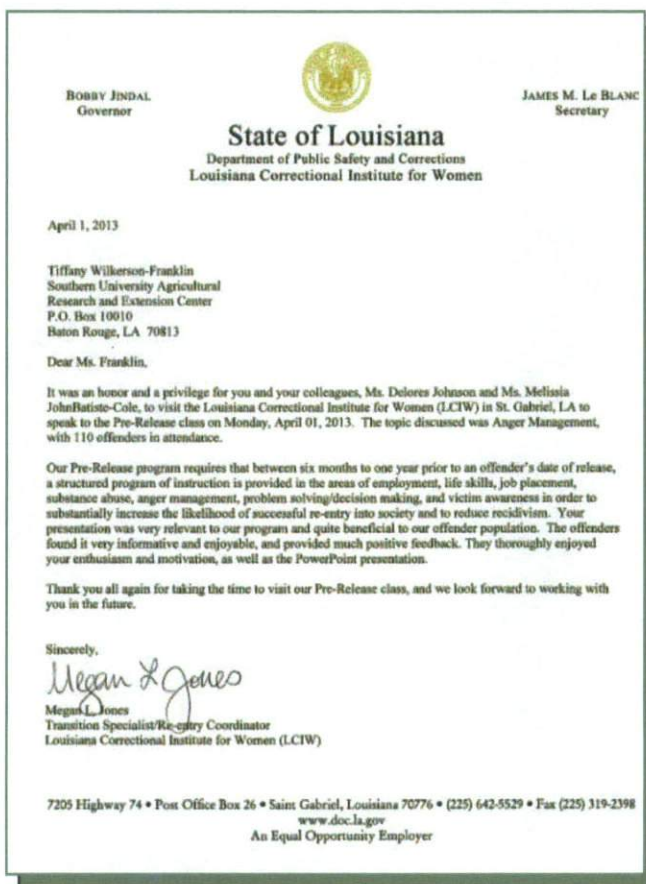 BOBBY JINDAL
Governor
JAMES M. Le BLANC
Secretary
State of Louisiana
Department of Public Safety and Corrections
Louisiana Correctional Institute for Women
April 1, 2013
Tiffany Wilkerson-Franklin
Southern University Agricultural
Research and Extension Center
P.O. Box 10010
Baton Rouge, LA 70813
Dear Ms. Franklin,
It was an honor and a privilege for you and your colleagues, Ms. Delores Johnson and Ms. Melissia
JohnBatiste-Cole, to visit the Louisiana Correctional Institute for Women (LCIW) in St. Gabriel, LA to
speak to the Pre-Release class on Monday, April 01, 2013. The topic discussed was Anger Management,
with 110 offenders in attendance.
Our Pre-Release program requires that between six months to one year prior to an offender's date of release,
a structured program of instruction is provided in the areas of employment, life skills, job placement,
substance abuse, anger management, problem solving/decision making, and victim awareness in order to
substantially increase the likelihood of successful re-entry into society and to reduce recidivism. Your
presentation was very relevant to our program and quite beneficial to our offender population. The offenders
found it very informative and enjoyable, and provided much positive feedback. They thoroughly enjoyed
your enthusiasm and motivation, as well as the PowerPoint presentation.
Thank you all again for taking the time to visit our Pre-Release class, and we look forward to working with
you in the future.
Sincerely,
Megan L Jones
Megan L. Jones
Transition Specialist/Re-entry Coordinator
Louisiana Correctional Institute for Women (LCIW)
7205 Highway 74 • Post Office Box 26 • Saint Gabriel, Louisiana 70776 • (225) 642-5529 • Fax (225) 319-2398
www.doc.la.gov
An Equal Opportunity Employer